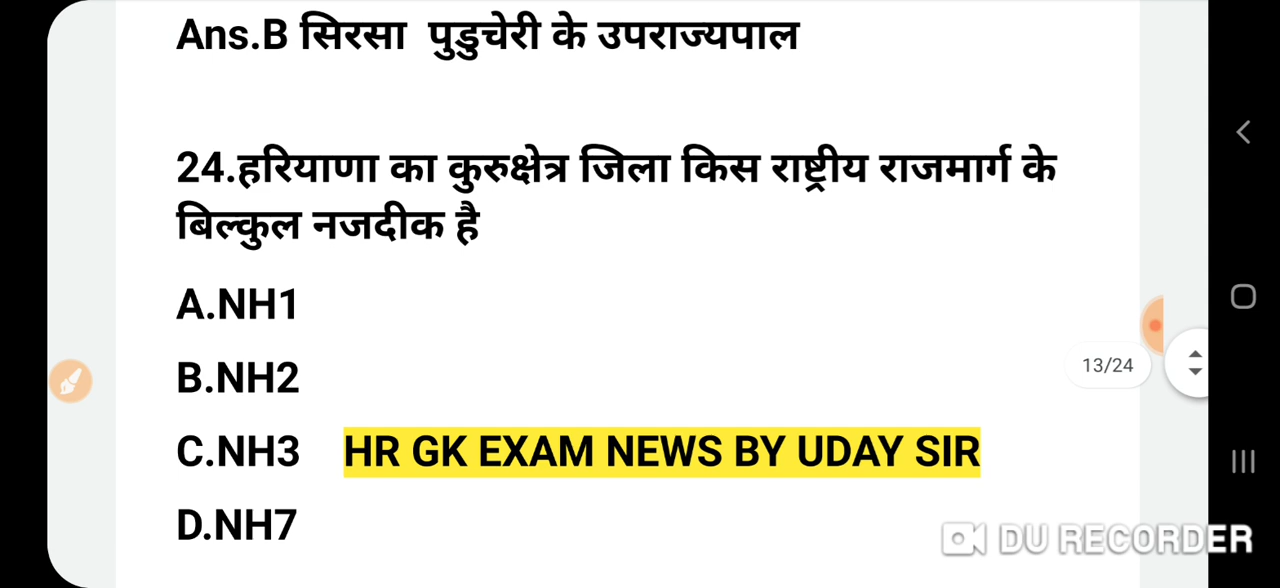 Ans.B सिरसा पुडुचेरी के उपराज्यपाल
24.हरियाणा का कुरुक्षेत्र जिला किस राष्ट्रीय राजमार्ग के
बिल्कुल नजदीक है
A.NH1
B.NH2
13/24
C.NH3 HR GK EXAM NEWS BY UDAY SIR
D.NH7
DU RECORDER